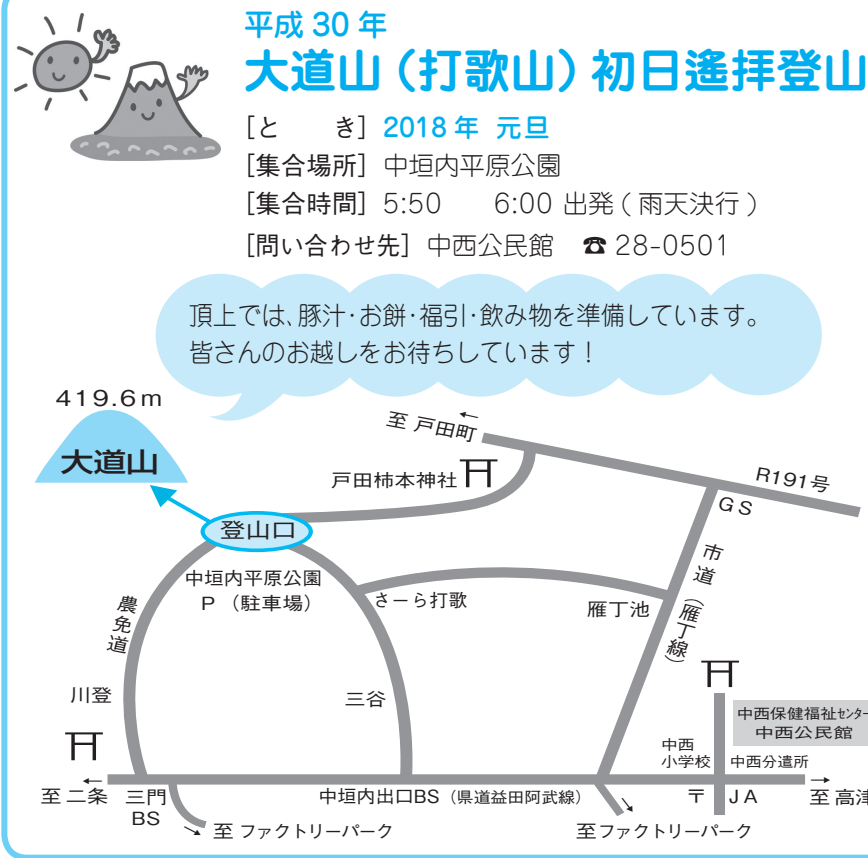 平成 30 年
大道山（打歌山）初日遙拝登山
［と　　き］ 2018 年 元旦
［集合場所］ 中垣内平原公園
［集合時間］ 5:50　　6:00 出発 ( 雨天決行 )
［問い合わせ先］ 中西公民館 ☎ 28-0501
頂上では、豚汁・お餅・福引・飲み物を準備しています。
皆さんのお越しをお待ちしています！
419.6m
大道山
至 戸田町
←
戸田柿本神社
R191号
GS
登山口
中垣内平原公園
P （駐車場）
さーら打歌
雁丁池
市道（雁丁線）
農免道
川登
三谷
中西保健福祉センター
中西公民館
中西
小学校
中西分遣所
←
至 二条
三門
BS
中垣内出口BS
（県道益田阿武線）
〒
JA
→
至 高津
↘ 至 ファクトリーパーク
↘
至ファクトリーパーク